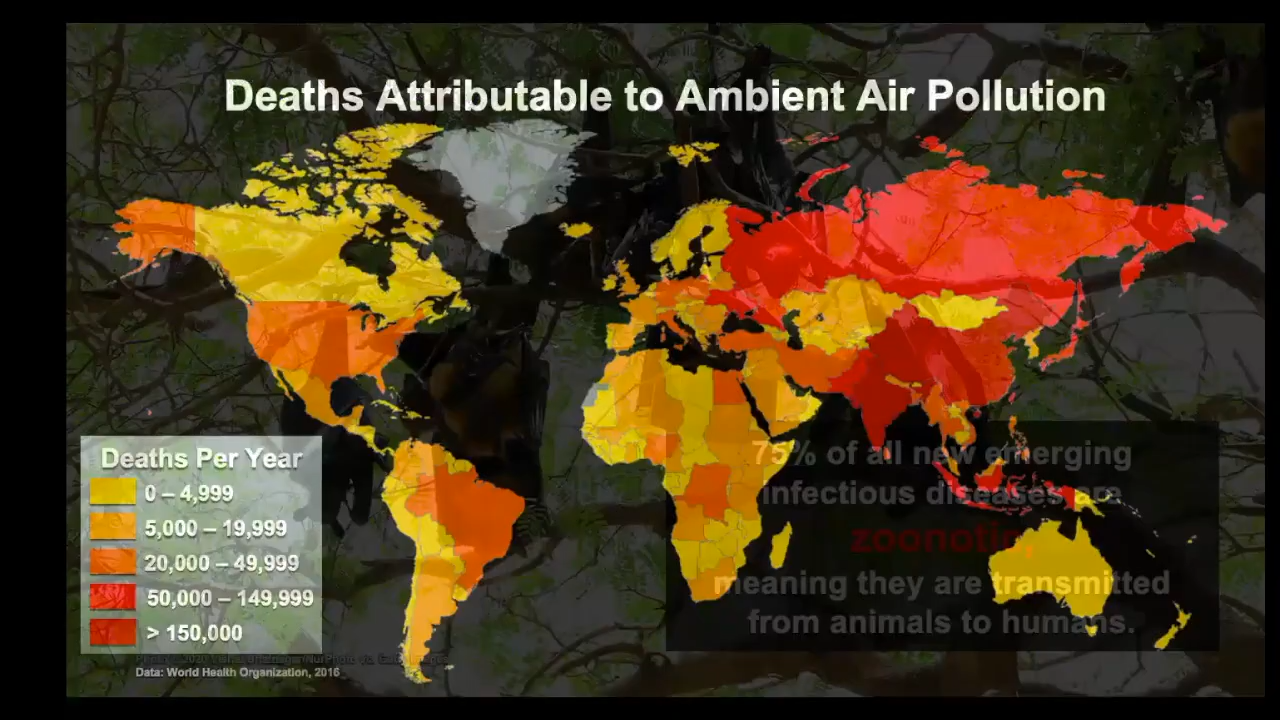 Deaths Attributable to Ambient Air Pollution
Deaths Per Year
0 – 4,999
5,000 – 19,999
20,000 – 49,999
50,000 – 149,999
> 150,000
Data: World Health Organization, 2016
75% of all new emerging
infectious diseases are
zoonotic,
meaning they are transmitted
from animals to humans.